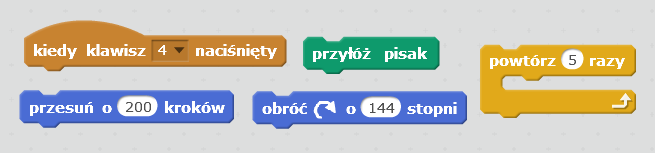 kiedy klawisz 4 naciśnięty
przyłóż pisak
powtórz 5 razy
przesuń o 200 kroków
obróć o 144 stopni